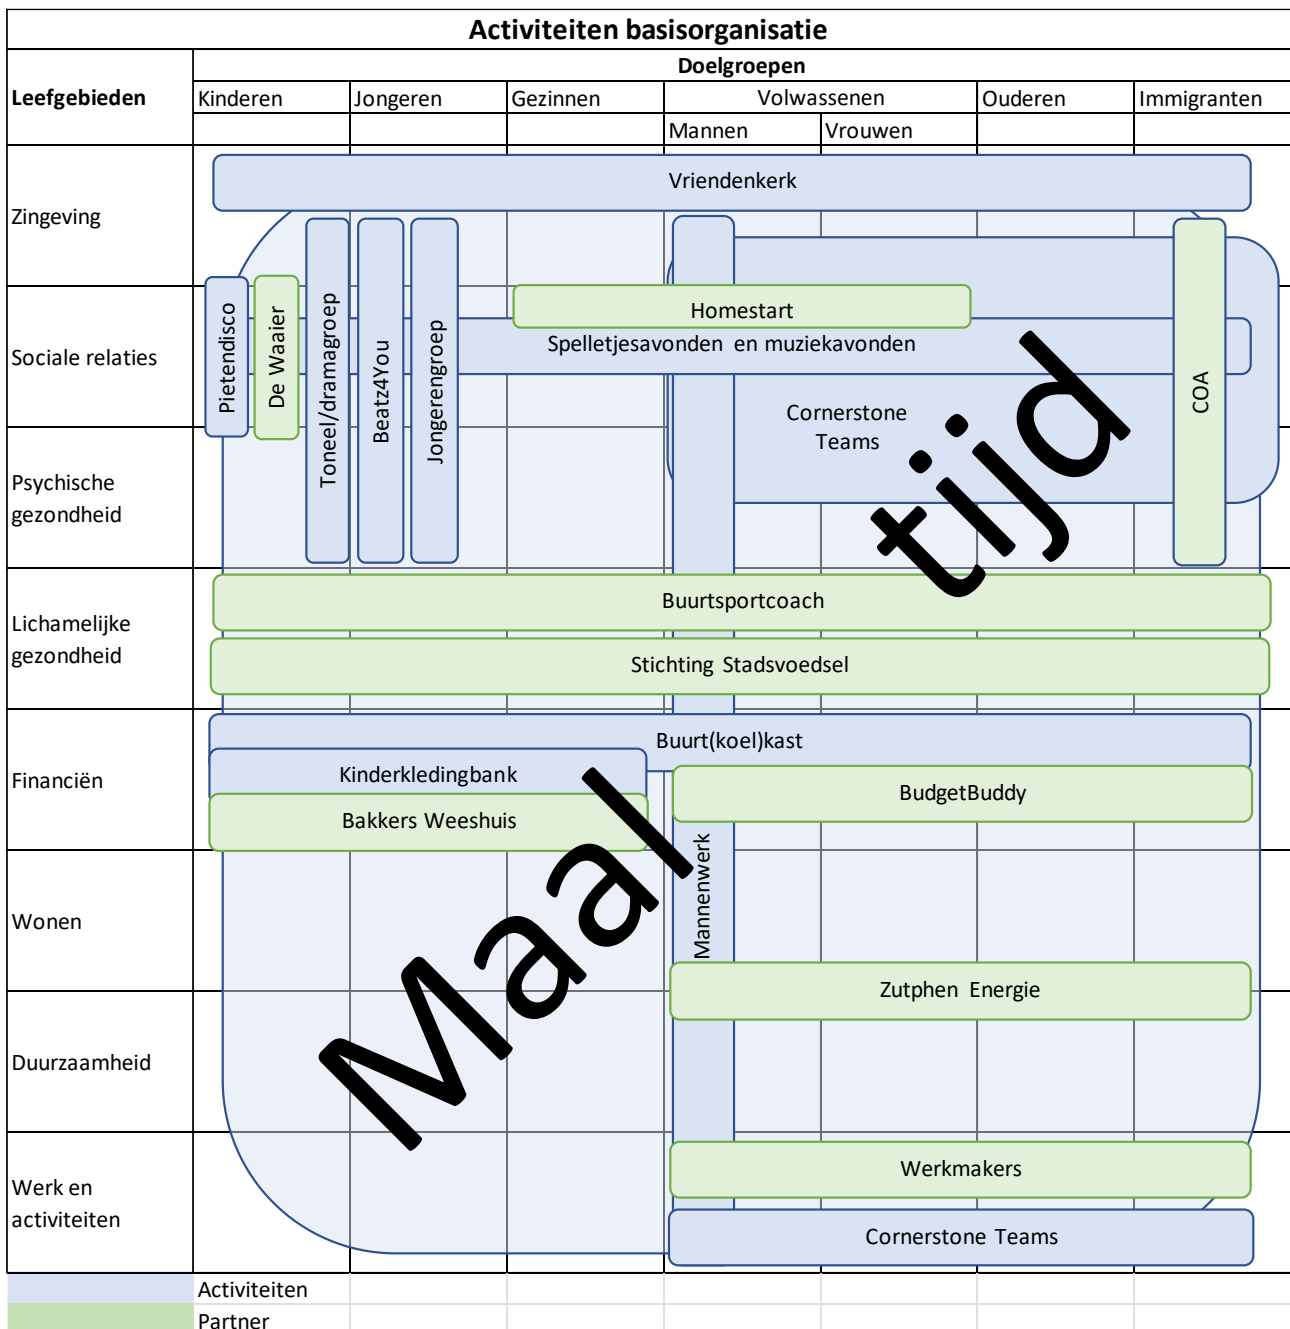 Activiteiten basisorganisatie
Doelgroepen
Leefgebieden
Kinderen
Jongeren
Gezinnen
Volwassenen
Ouderen
Immigranten
Mannen
Vrouwen
Zingeving
Vriendenkerk
Sociale relaties
Pietendisco
De Waaier
Toneel/dramagroep
Beatz4You
Jongerengroep
Homestart
Spelletjesavonden en muziekavonden
Cornerstone
Teams
COA
Psychische
gezondheid
Lichamelijke
gezondheid
Buurtsportcoach
Stichting Stadsvoedsel
Financiën
Buurt(koel)kast
Kinderkledingbank
Bakkers Weeshuis
BudgetBuddy
Mannenwerk
Wonen
Zutphen Energie
Duurzaamheid
Maal
tijd
Werk en
activiteiten
Werkmakers
Cornerstone Teams
Activiteiten
Partner